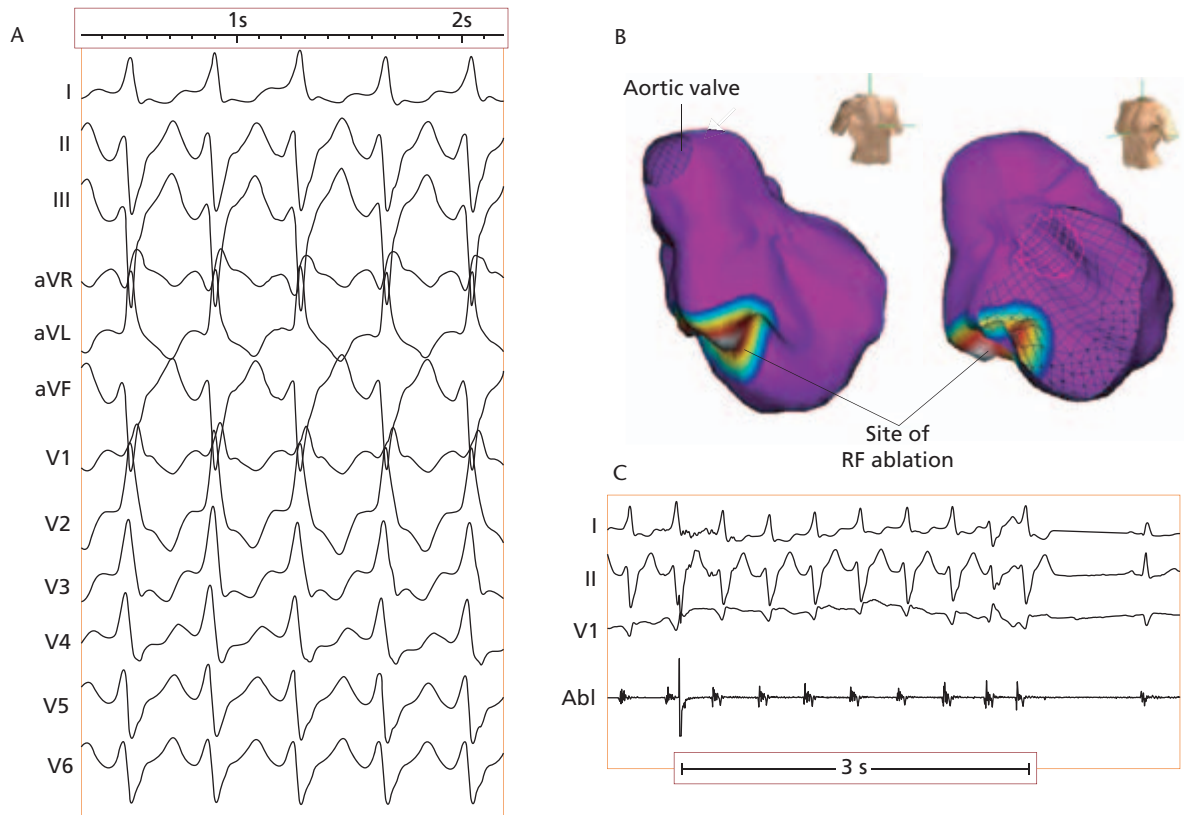 A
1s 2s
I
II
III
aVR
aVL
aVF
V1
V2
V3
V4
V5
V6
B
Aortic valve
Site of
RF ablation
C
I
II
V1
Abl
3 s